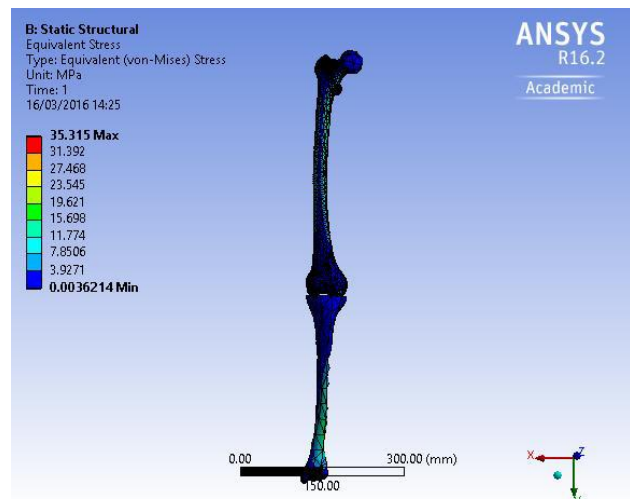 B: Static Structural
Equivalent Stress
Type: Equivalent (von-Mises) Stress
Unit: MPa
Time: 1
16/03/2016 14:25
35.315 Max
31.392
27.468
23.545
19.621
15.698
11.774
7.8506
3.9271
0.0036214 Min
ANSYS
R16.2
Academic
0.00
300.00 (mm)
150.00
X
Z